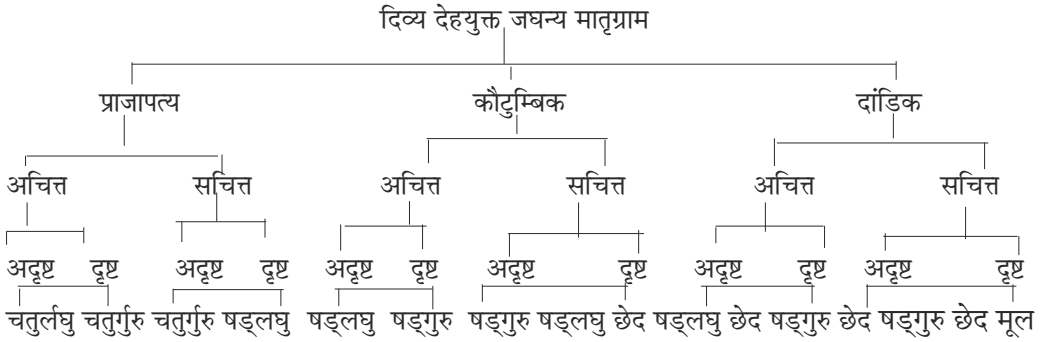 दिव्य देहयुक्त जघन्य मातृग्राम
प्राजापत्य कौटुम्बिक दांडिक
अचित्त सचित्त अचित्त सचित्त अचित्त सचित्त
अदृष्ट दृष्ट अदृष्ट दृष्ट अदृष्ट दृष्ट अदृष्ट दृष्ट अदृष्ट दृष्ट अदृष्ट दृष्ट
चतुर्लघु चतुर्गुरु चतुर्गुरु षड्लघु षड्लघु षड्गुरु षड्गुरु षड्लघु छेद षड्लघु छेद षड्गुरु छेद षड्गुरु छेद मूल